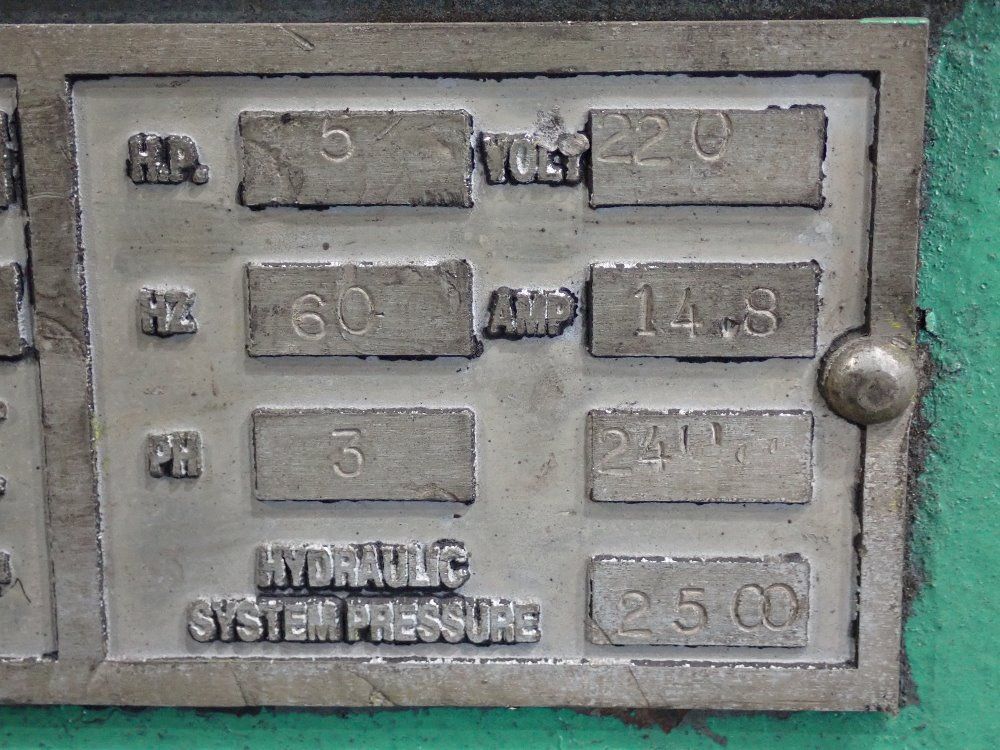 H.P. 5 VOLT 220
HZ 60 AMP 14.8
PH 3
HYDRAULIC
SYSTEM PRESSURE 2500